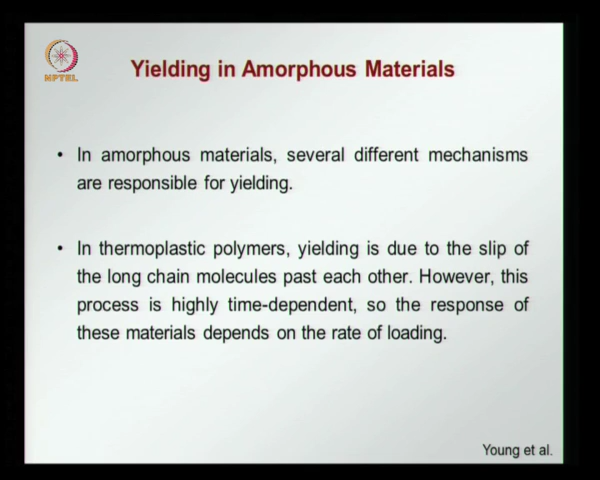 NPTEL
Yielding in Amorphous Materials
• In amorphous materials, several different mechanisms
are responsible for yielding.
• In thermoplastic polymers, yielding is due to the slip of
the long chain molecules past each other. However, this
process is highly time-dependent, so the response of
these materials depends on the rate of loading.
Young et al.